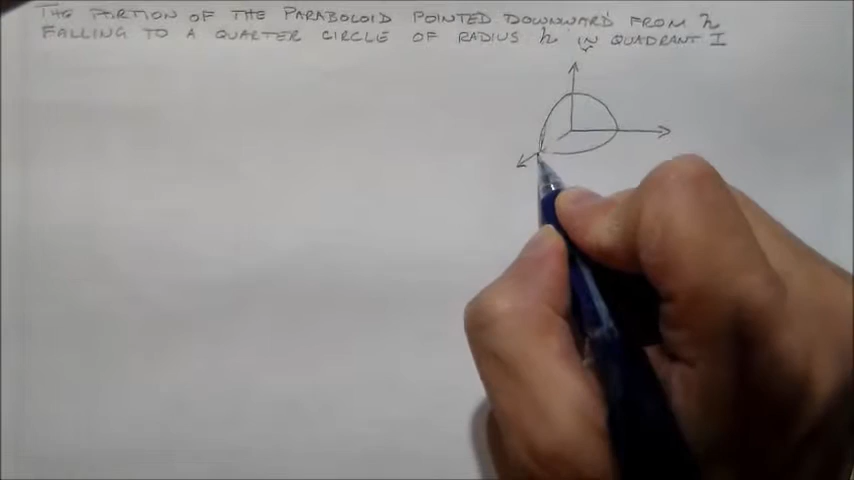 THE PORTION OF THE PARABOLOID POINTED DOWNWARD FROM h
FALLING TO A QUARTER CIRCLE OF RADIUS h IN QUADRANT I